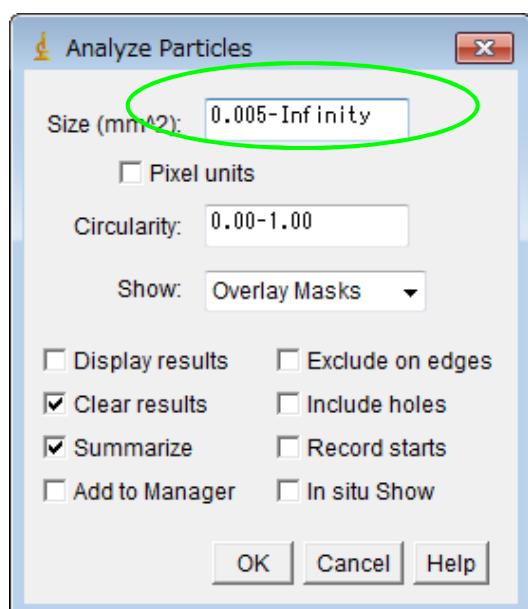 Analyze Particles
Size (mm^2): 0.005-Infinity
Pixel units
Circularity: 0.00-1.00
Show: Overlay Masks
Display results Exclude on edges
Clear results Include holes
Summarize Record starts
Add to Manager In situ Show
OK Cancel Help